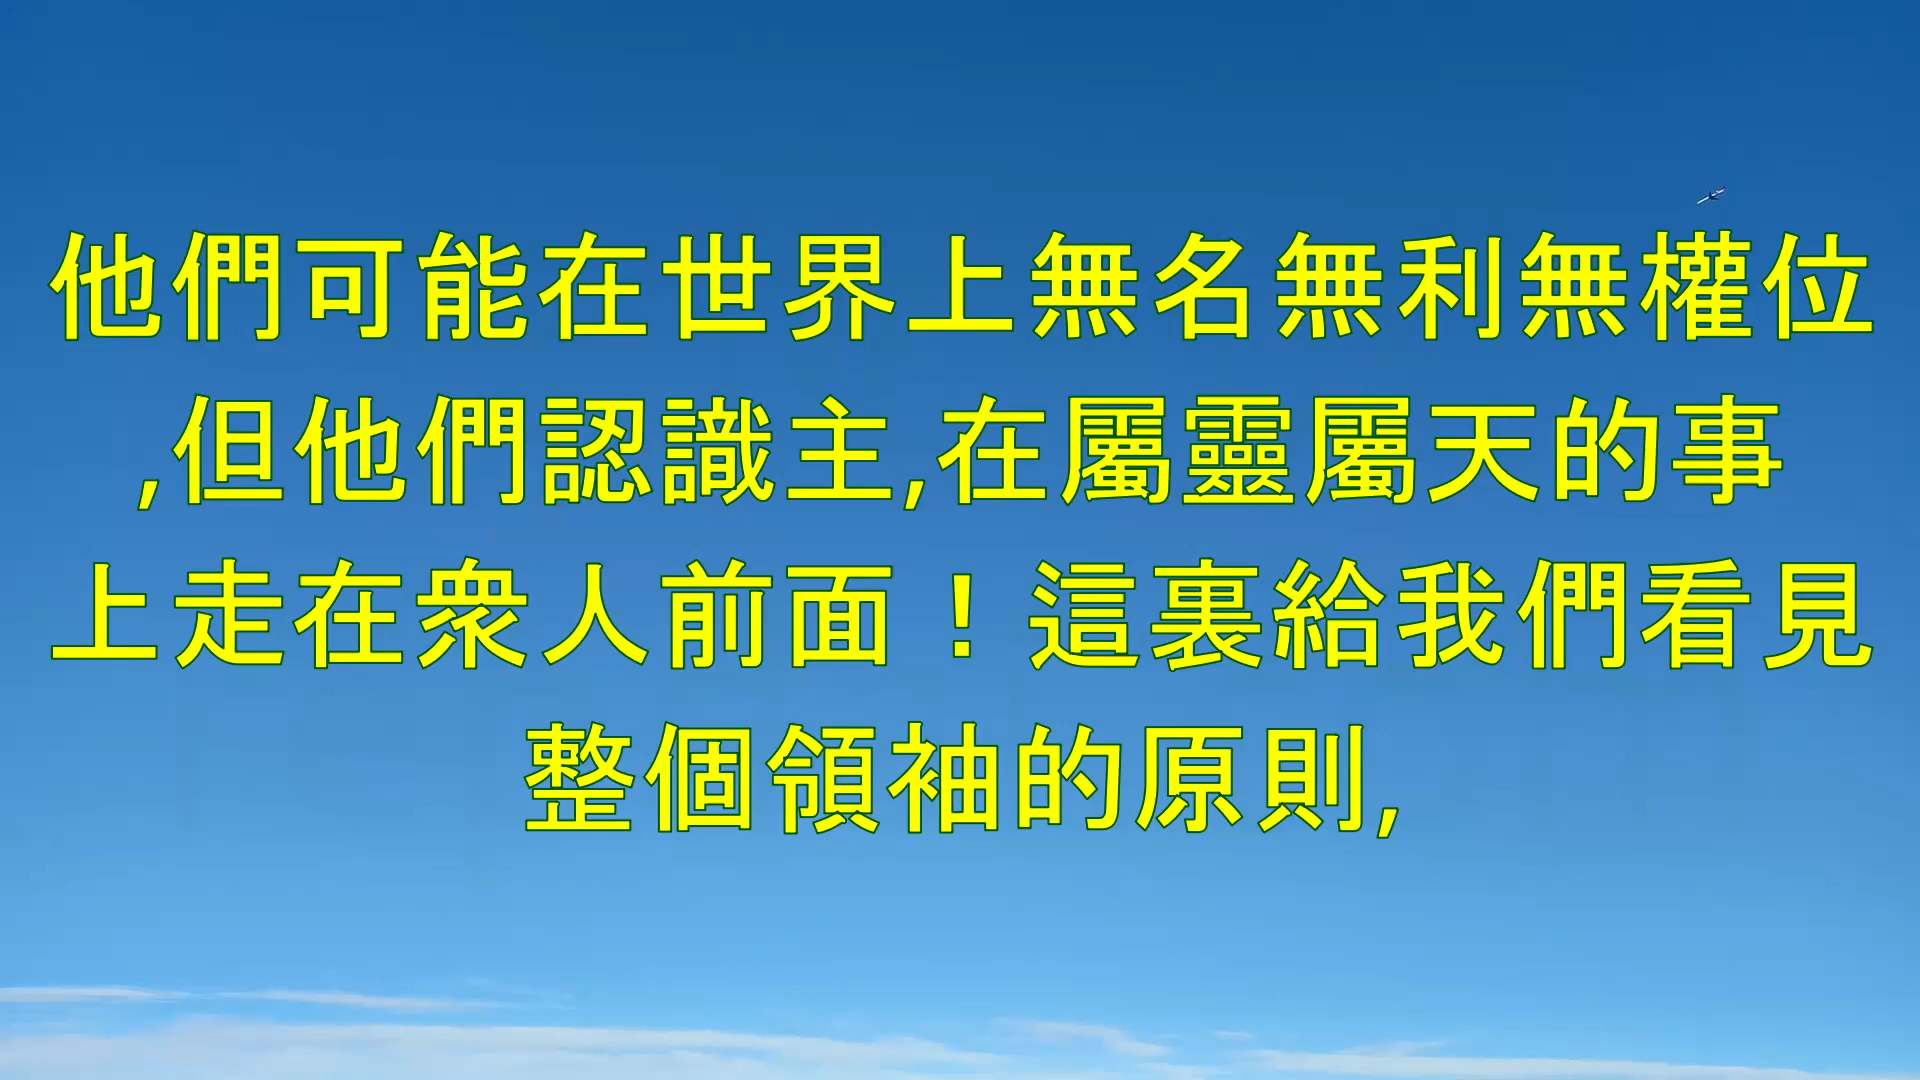 他們可能在世界上無名無利無權位
,但他們認識主,在屬靈屬天的事
上走在衆人前面！這裏給我們看見
整個領袖的原則,